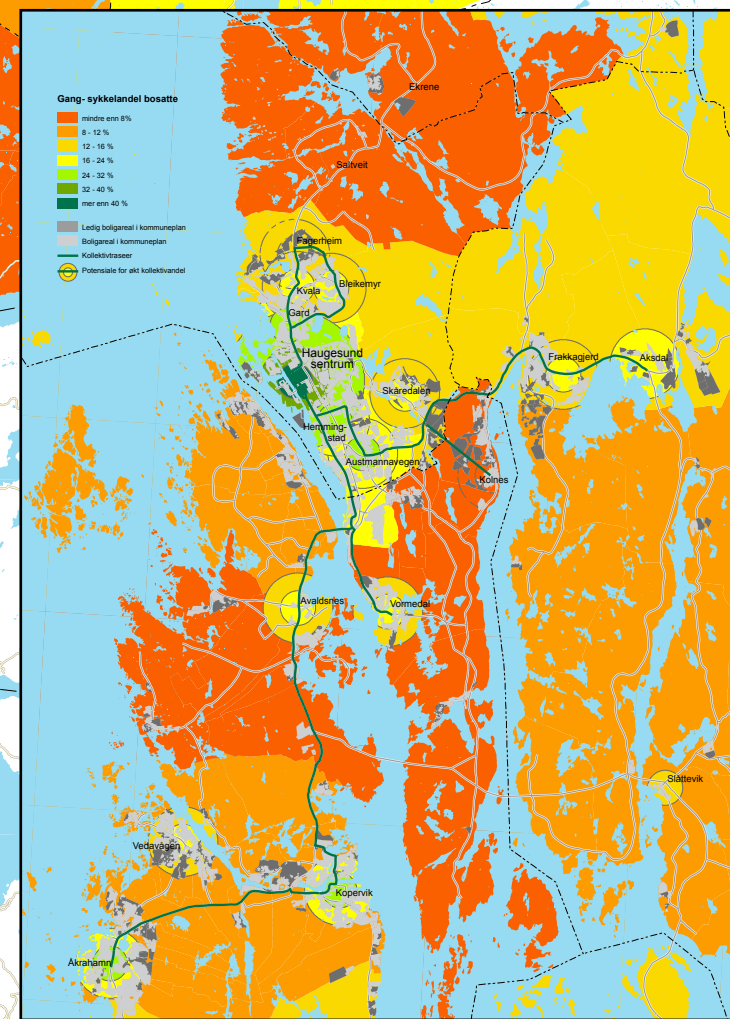 Gang- sykkelandel bosatte
mindre enn 8%
8 - 12 %
12 - 16 %
16 - 24 %
24 - 32 %
32 - 40 %
mer enn 40 %
Ledig boligareal i kommuneplan
Boligareal i kommuneplan
Kollektivtraseer
Potensiale for økt kollektivandel
Ekrene
Saltveit
Fagerheim
Bleikemyr
Kvala
Gard
Haugesund
sentrum
Frakkagjerd
Aksdal
Skåredalen
Hemming-
stad
Austmannavegen
Kolnes
Avaldsnes
Vormedal
Slåttevik
Vedavågen
Kopervik
Åkrahamn